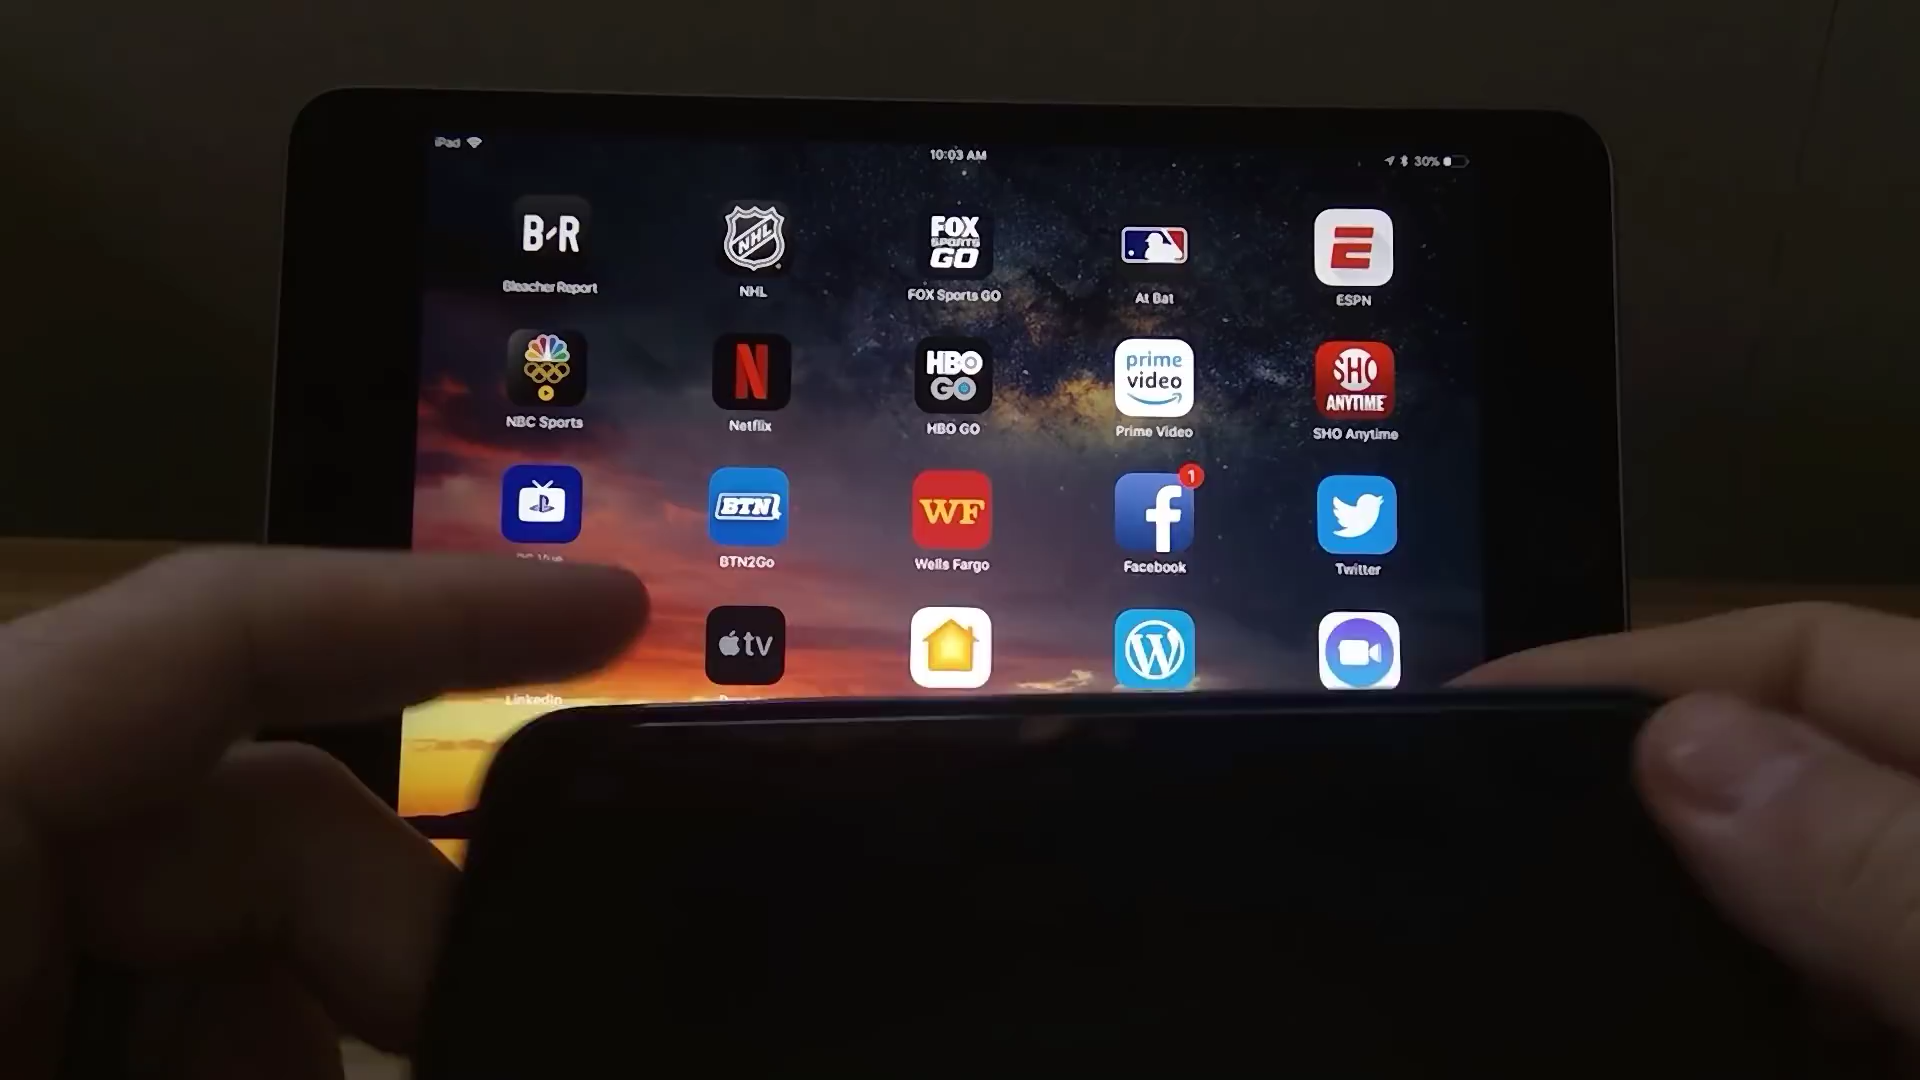 iPad
10:03 AM
30%
B/R
NHL
FOX
SPORTS
GO
E
Bleacher Report
NHL
FOX Sports GO
At Bat
ESPN
N
HBO
GO
prime
video
SHO
ANYTIME
NBC Sports
Netflix
HBO GO
Prime Video
SHO Anytime
BTN
WF
f
1
BTN2Go
Wells Fargo
Facebook
Twitter
tv
W
LinkedIn